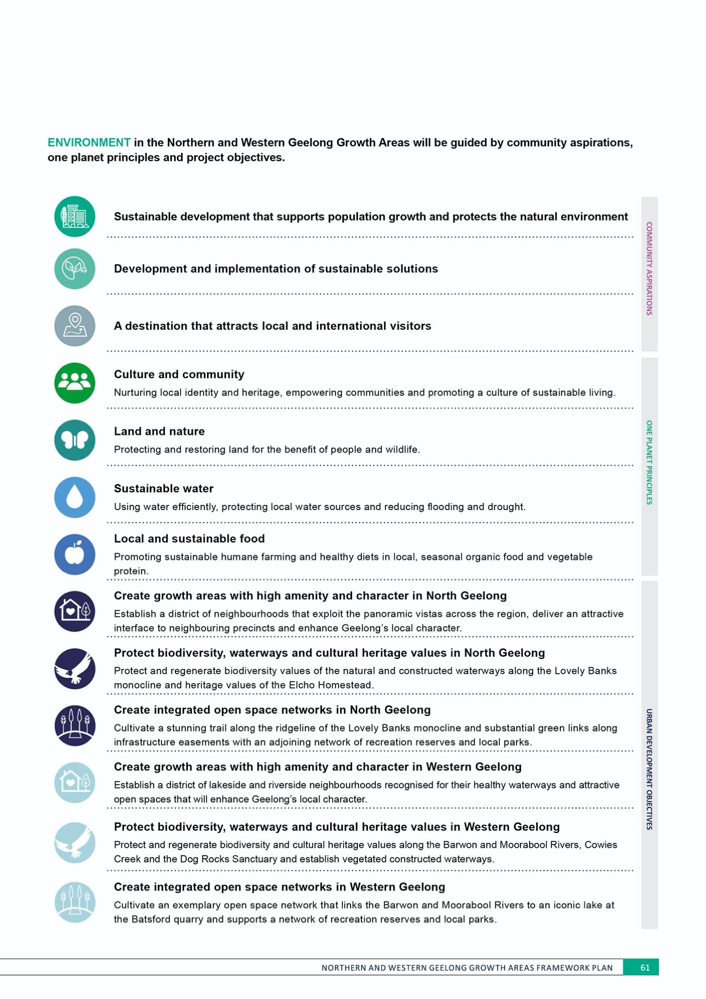 ENVIRONMENT in the Northern and Western Geelong Growth Areas will be guided by community aspirations,
one planet principles and project objectives.
Sustainable development that supports population growth and protects the natural environment
Development and implementation of sustainable solutions
A destination that attracts local and international visitors
COMMUNITY ASPIRATIONS
Culture and community
Nurturing local identity and heritage, empowering communities and promoting a culture of sustainable living.
Land and nature
Protecting and restoring land for the benefit of people and wildlife.
Sustainable water
Using water efficiently, protecting local water sources and reducing flooding and drought.
Local and sustainable food
Promoting sustainable humane farming and healthy diets in local, seasonal organic food and vegetable
protein.
ONE PLANET PRINCIPLES
Create growth areas with high amenity and character in North Geelong
Establish a district of neighbourhoods that exploit the panoramic vistas across the region, deliver an attractive
interface to neighbouring precincts and enhance Geelong’s local character.
Protect biodiversity, waterways and cultural heritage values in North Geelong
Protect and regenerate biodiversity values of the natural and constructed waterways along the Lovely Banks
monocline and heritage values of the Elcho Homestead.
Create integrated open space networks in North Geelong
Cultivate a stunning trail along the ridgeline of the Lovely Banks monocline and substantial green links along
infrastructure easements with an adjoining network of recreation reserves and local parks.
Create growth areas with high amenity and character in Western Geelong
Establish a district of lakeside and riverside neighbourhoods recognised for their healthy waterways and attractive
open spaces that will enhance Geelong’s local character.
Protect biodiversity, waterways and cultural heritage values in Western Geelong
Protect and regenerate biodiversity and cultural heritage values along the Barwon and Moorabool Rivers, Cowies
Creek and the Dog Rocks Sanctuary and establish vegetated constructed waterways.
Create integrated open space networks in Western Geelong
Cultivate an exemplary open space network that links the Barwon and Moorabool Rivers to an iconic lake at
the Batsford quarry and supports a network of recreation reserves and local parks.
URBAN DEVELOPMENT OBJECTIVES
NORTHERN AND WESTERN GEELONG GROWTH AREAS FRAMEWORK PLAN 61